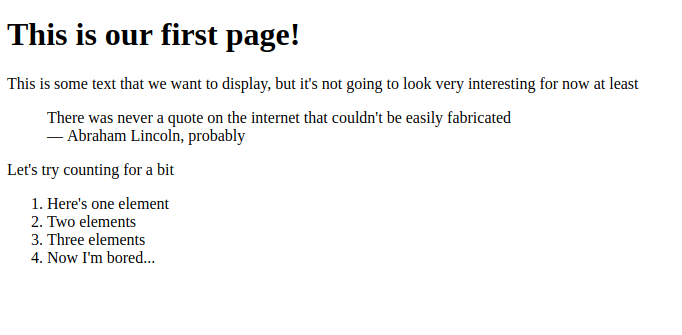 This is our first page!
This is some text that we want to display, but it's not going to look very interesting for now at least
There was never a quote on the internet that couldn't be easily fabricated
— Abraham Lincoln, probably
Let's try counting for a bit
1. Here's one element
2. Two elements
3. Three elements
4. Now I'm bored...